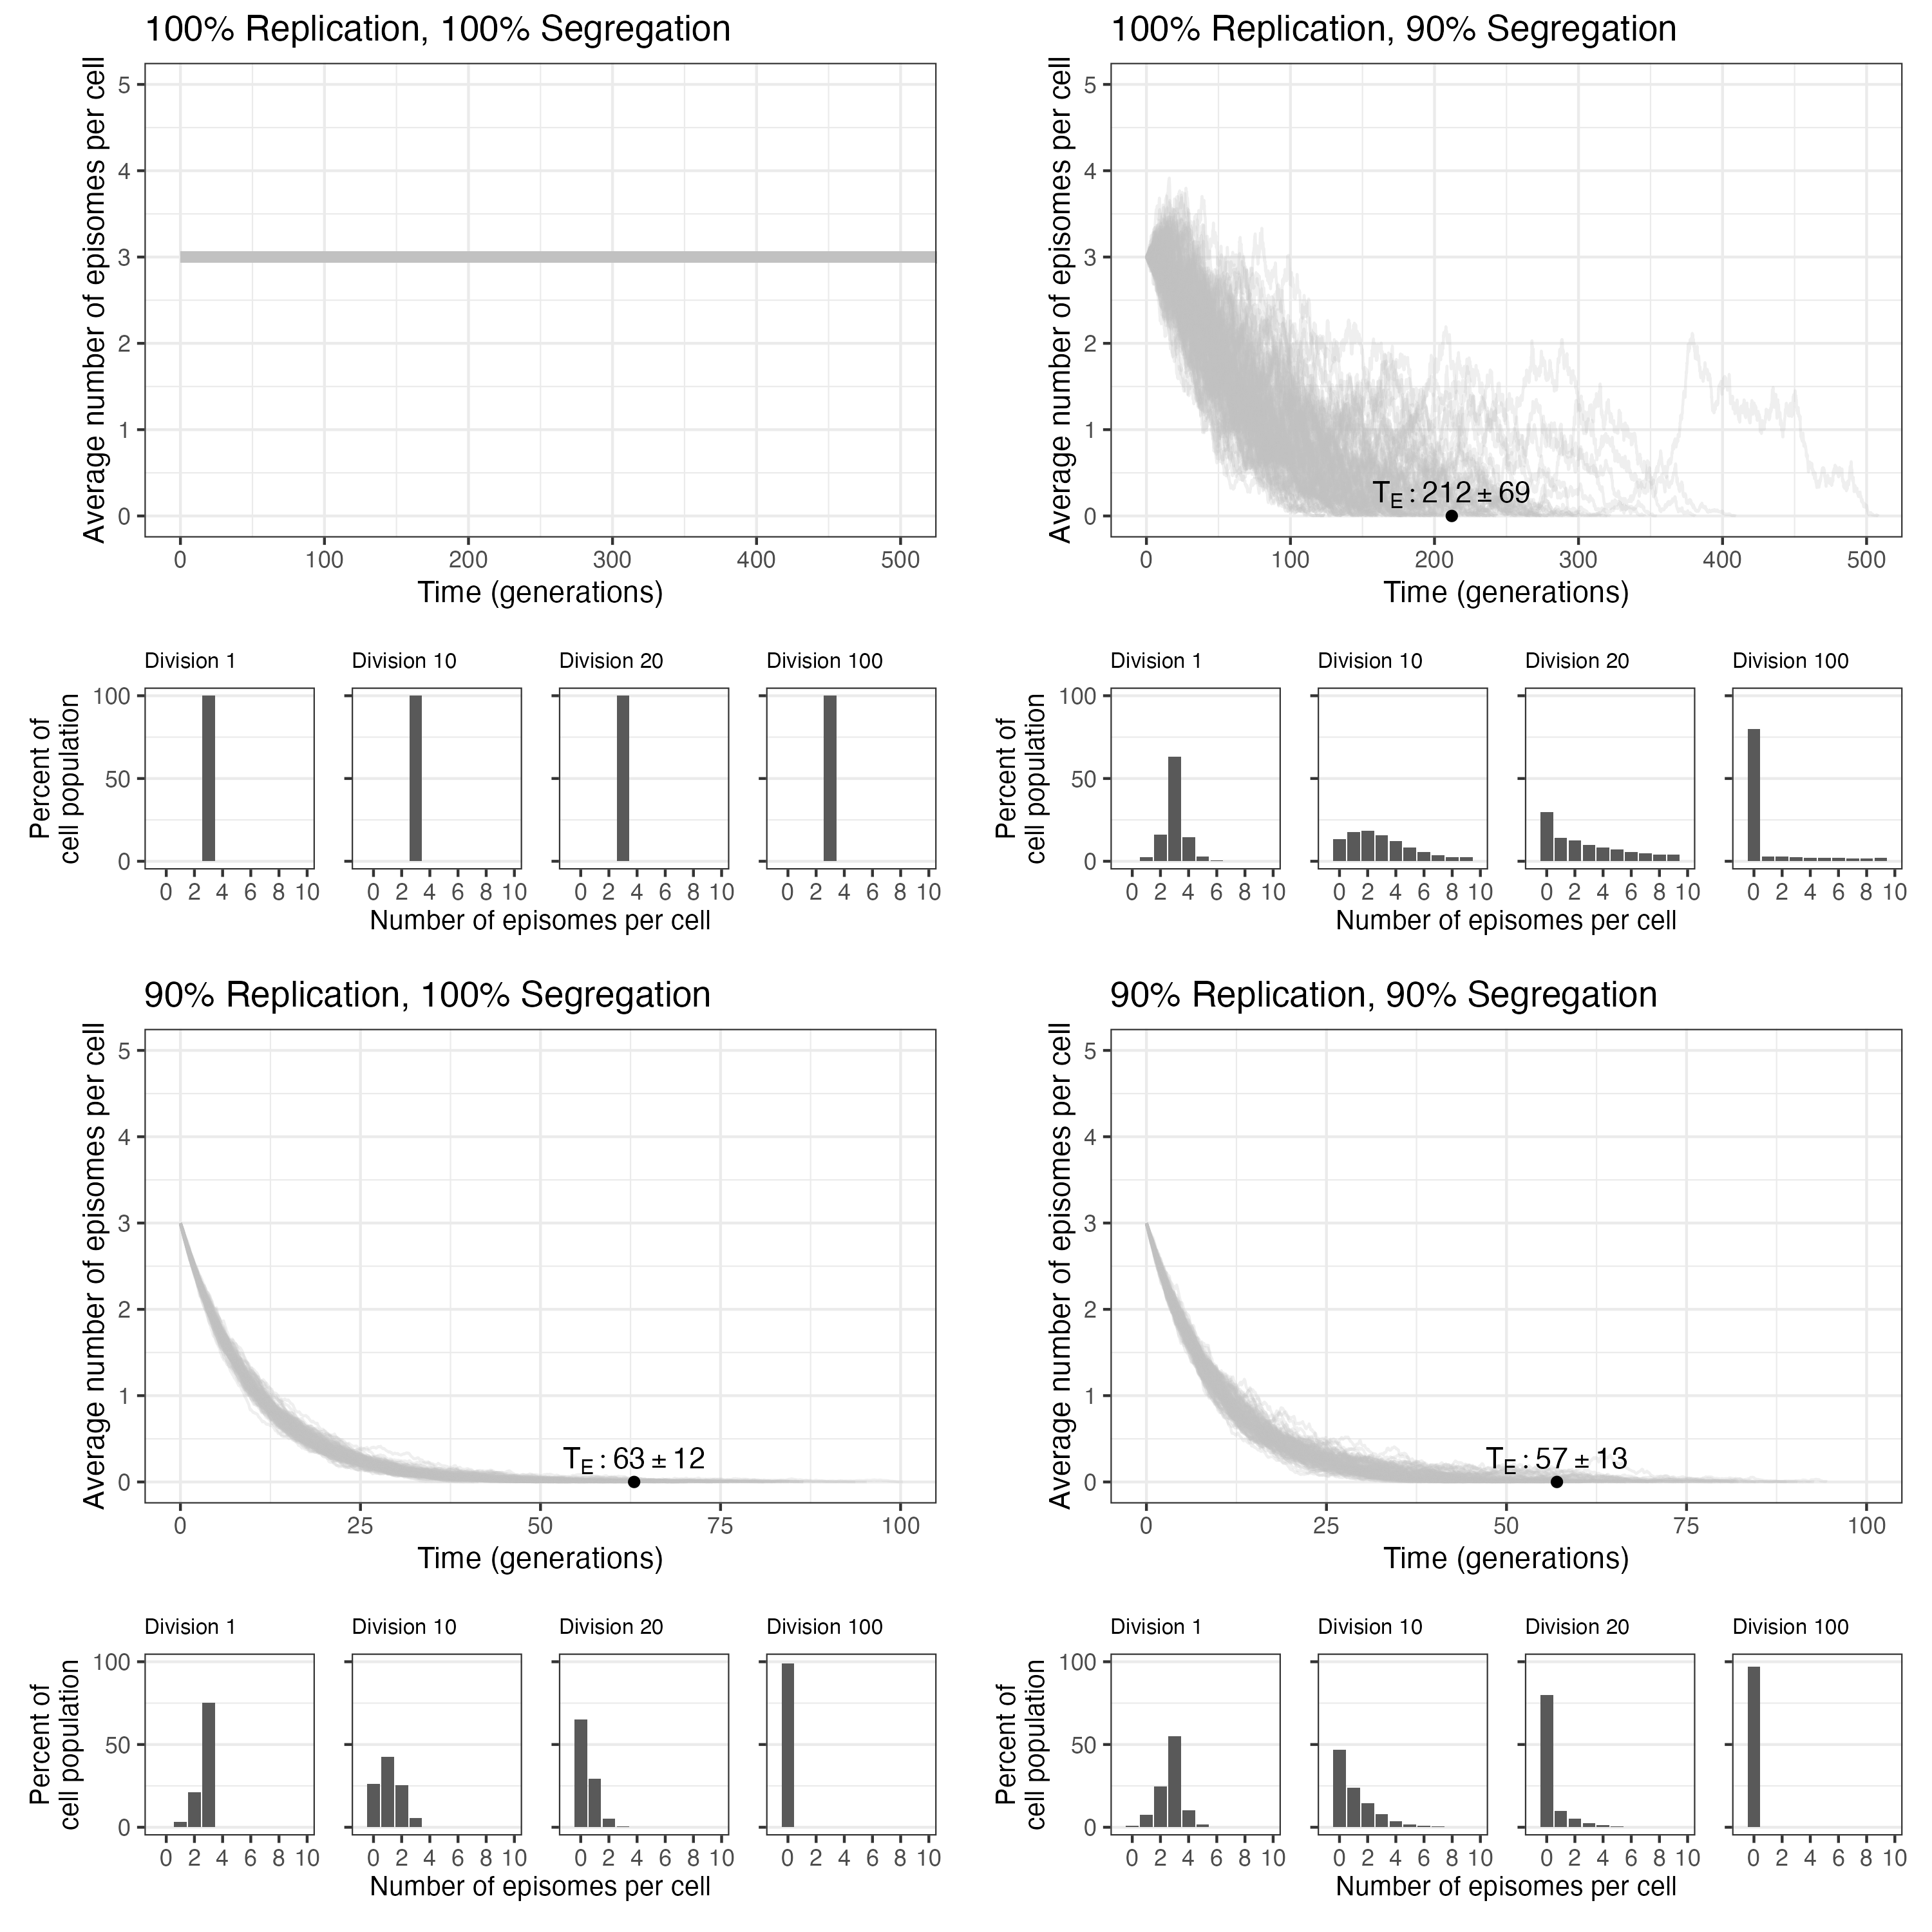 100% Replication, 100% Segregation
Average number of episomes per cell
5
4
3
2
1
0
0 100 200 300 400 500
Time (generations)
Division 1 Division 10 Division 20 Division 100
Percent of
cell population
100
50
0
0 2 4 6 8 10 0 2 4 6 8 10 0 2 4 6 8 10 0 2 4 6 8 10
Number of episomes per cell
100% Replication, 90% Segregation
Average number of episomes per cell
5
4
3
2
1
0
T_E : 212 ± 69
0 100 200 300 400 500
Time (generations)
Division 1 Division 10 Division 20 Division 100
Percent of
cell population
100
50
0
0 2 4 6 8 10 0 2 4 6 8 10 0 2 4 6 8 10 0 2 4 6 8 10
Number of episomes per cell
90% Replication, 100% Segregation
Average number of episomes per cell
5
4
3
2
1
0
T_E : 63 ± 12
0 25 50 75 100
Time (generations)
Division 1 Division 10 Division 20 Division 100
Percent of
cell population
100
50
0
0 2 4 6 8 10 0 2 4 6 8 10 0 2 4 6 8 10 0 2 4 6 8 10
Number of episomes per cell
90% Replication, 90% Segregation
Average number of episomes per cell
5
4
3
2
1
0
T_E : 57 ± 13
0 25 50 75 100
Time (generations)
Division 1 Division 10 Division 20 Division 100
Percent of
cell population
100
50
0
0 2 4 6 8 10 0 2 4 6 8 10 0 2 4 6 8 10 0 2 4 6 8 10
Number of episomes per cell